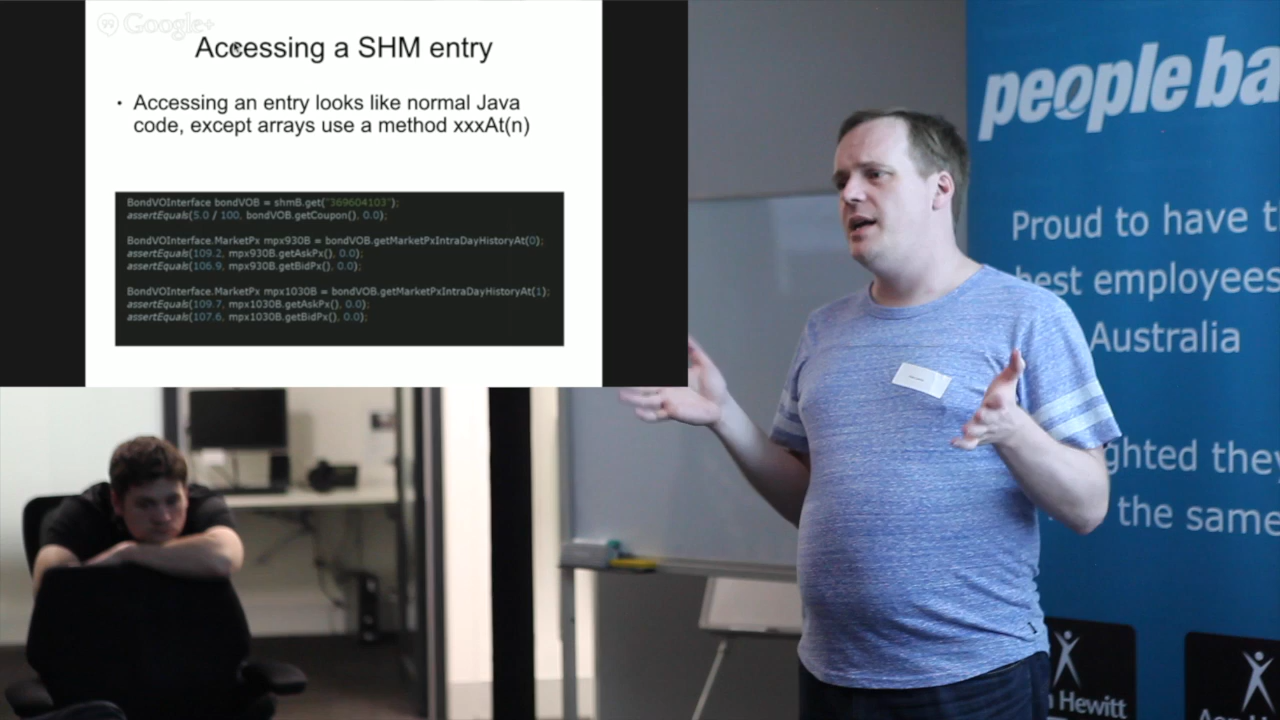 Google+
Accessing a SHM entry
• Accessing an entry looks like normal Java
code, except arrays use a method xxxAt(n)
BondVOInterface bondVOB = shmB.get("369604103");
assertEquals(5.0 / 100, bondVOB.getCoupon(), 0.0);
BondVOInterface.MarketPx mpx930B = bondVOB.getMarketPxIntraDayHistoryAt(0);
assertEquals(109.2, mpx930B.getAskPx(), 0.0);
assertEquals(106.9, mpx930B.getBidPx(), 0.0);
BondVOInterface.MarketPx mpx1030B = bondVOB.getMarketPxIntraDayHistoryAt(1);
assertEquals(109.7, mpx1030B.getAskPx(), 0.0);
assertEquals(107.6, mpx1030B.getBidPx(), 0.0);
people ba
Proud to have t
best employees
Australia
ghted they
the same
n Hewitt